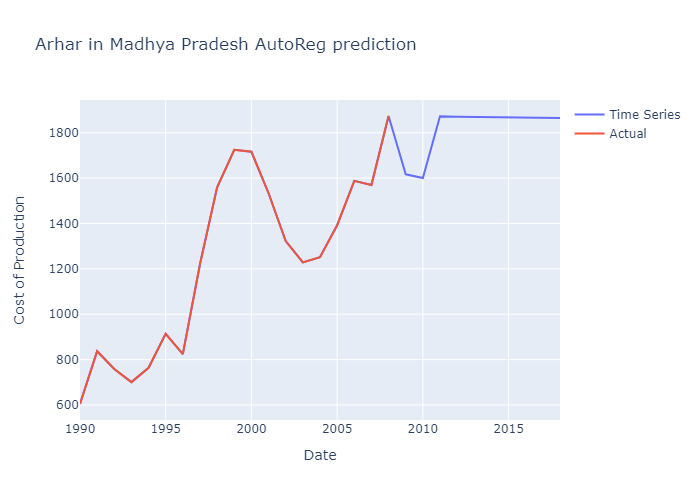 Arhar in Madhya Pradesh AutoReg prediction
Time Series
Actual
1800
1600
1400
1200
1000
800
600
Cost of Production
1990
1995
2000
2005
2010
2015
Date